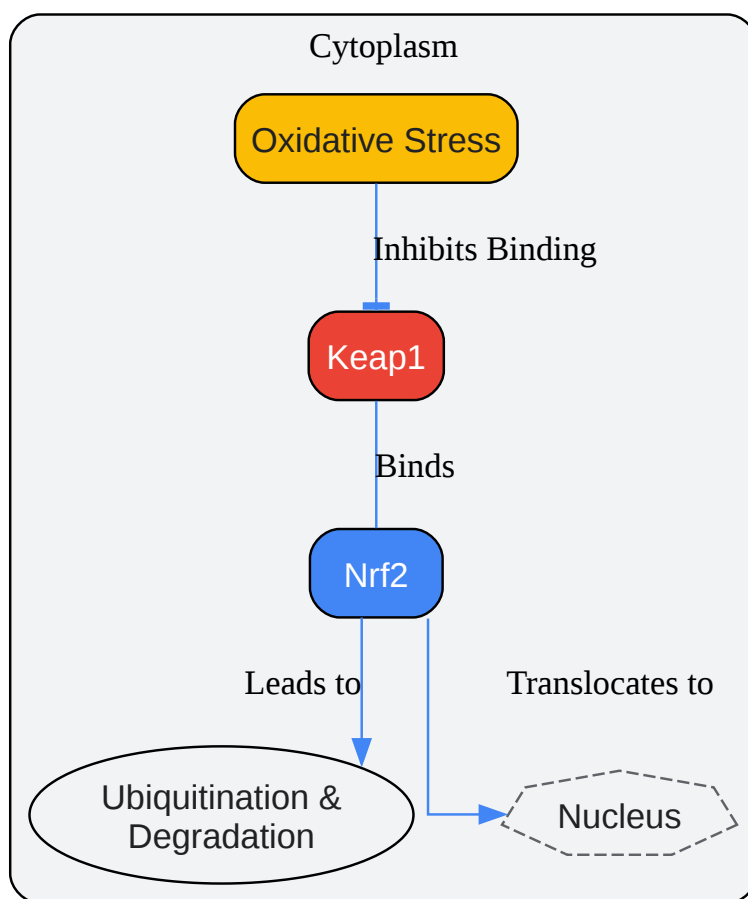 Cytoplasm
Oxidative Stress
Inhibits Binding
Keap1
Binds
Nrf2
Leads to
Translocates to
Ubiquitination &
Degradation
Nucleus